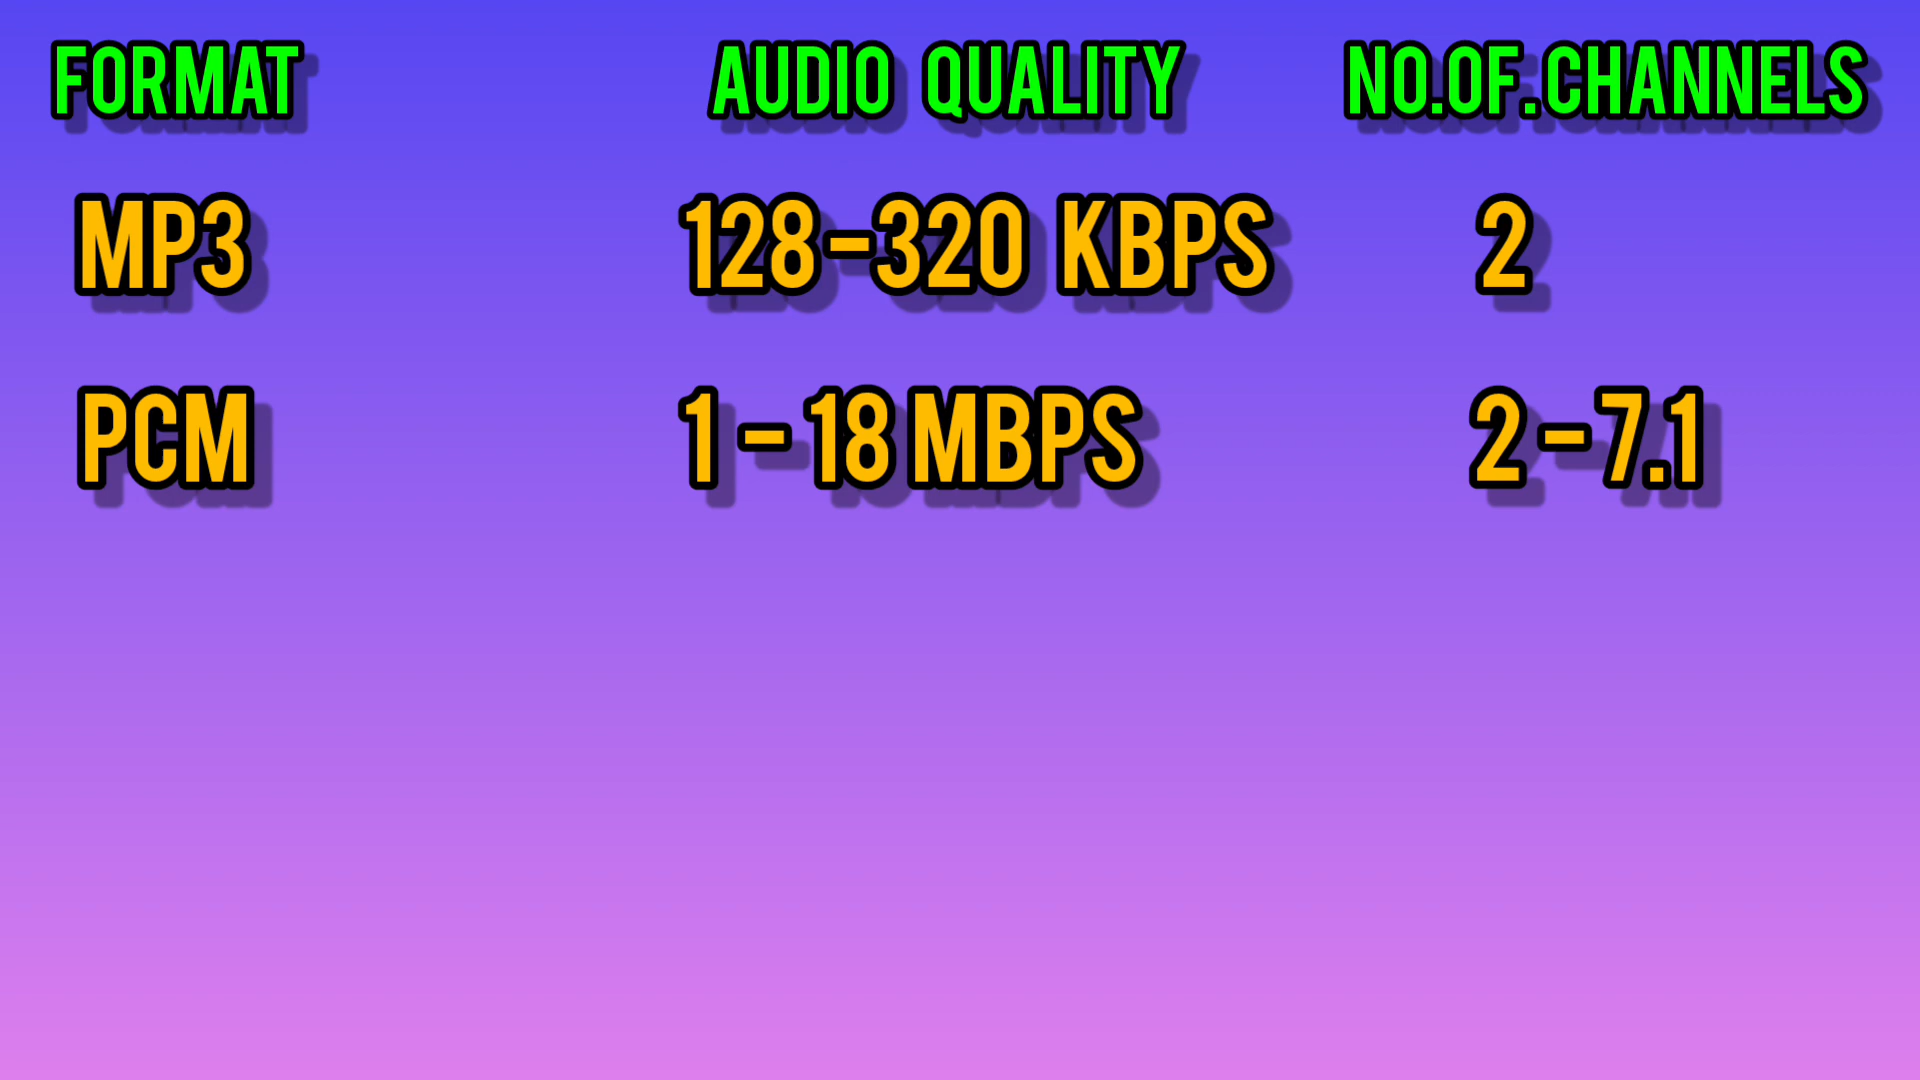 FORMAT AUDIO QUALITY NO.OF.CHANNELS
MP3 128-320 KBPS 2
PCM 1 - 18 MBPS 2 - 7.1